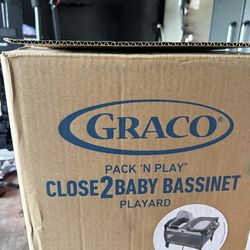 GRACO®
PACK 'N PLAY®
CLOSE2BABY BASSINET
PLAYARD